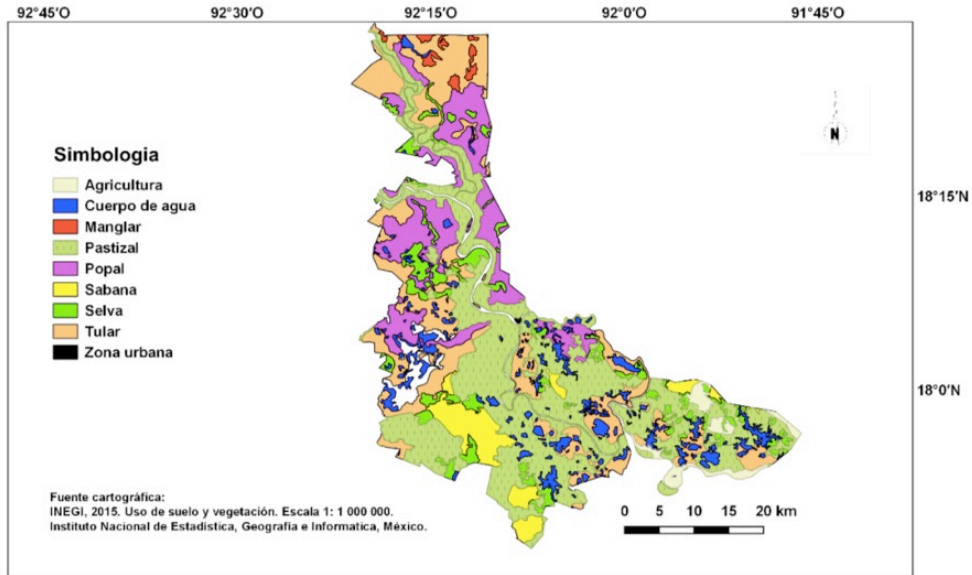 92°45'O 92°30'O 92°15'O 92°0'O 91°45'O
N
Simbologia
Agricultura
Cuerpo de agua
Manglar
Pastizal
Popal
Sabana
Selva
Tular
Zona urbana
18°15'N
18°0'N
Fuente cartográfica:
INEGI, 2015. Uso de suelo y vegetación. Escala 1: 1 000 000.
Instituto Nacional de Estadistica, Geografia e Informatica, México.
0 5 10 15 20 km